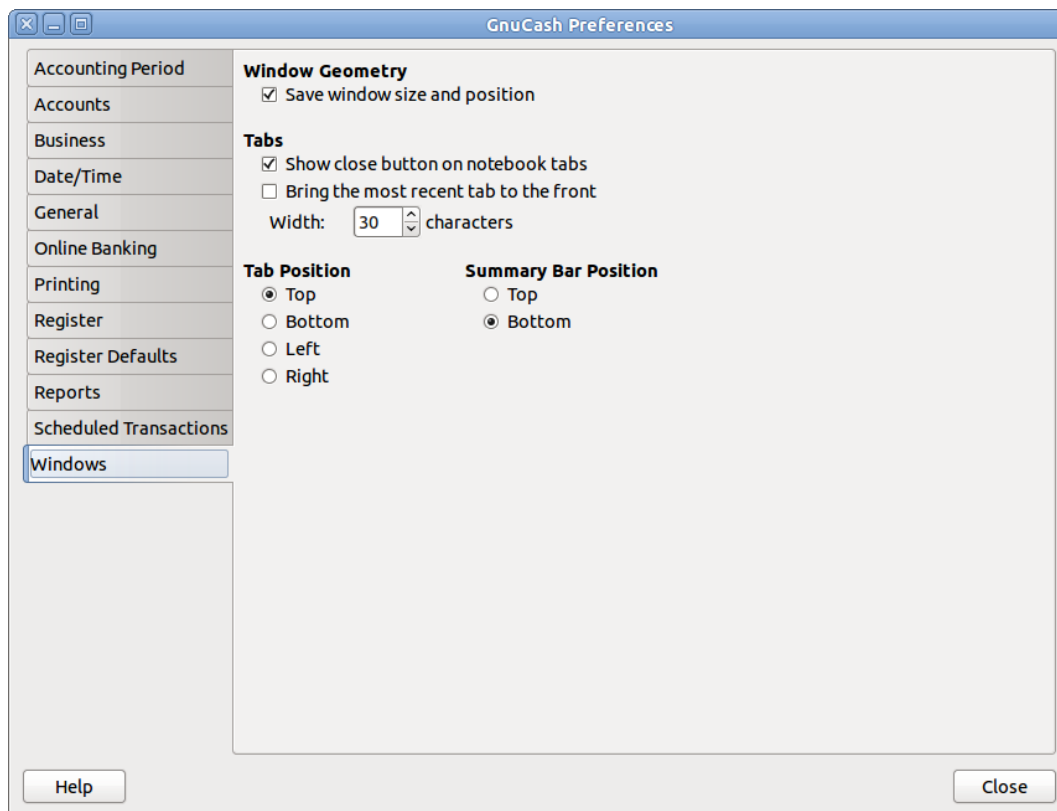 GnuCash Preferences
Accounting Period
Accounts
Business
Date/Time
General
Online Banking
Printing
Register
Register Defaults
Reports
Scheduled Transactions
Windows
Window Geometry
Save window size and position
Tabs
Show close button on notebook tabs
Bring the most recent tab to the front
Width: 30 characters
Tab Position
Top
Bottom
Left
Right
Summary Bar Position
Top
Bottom
Help
Close